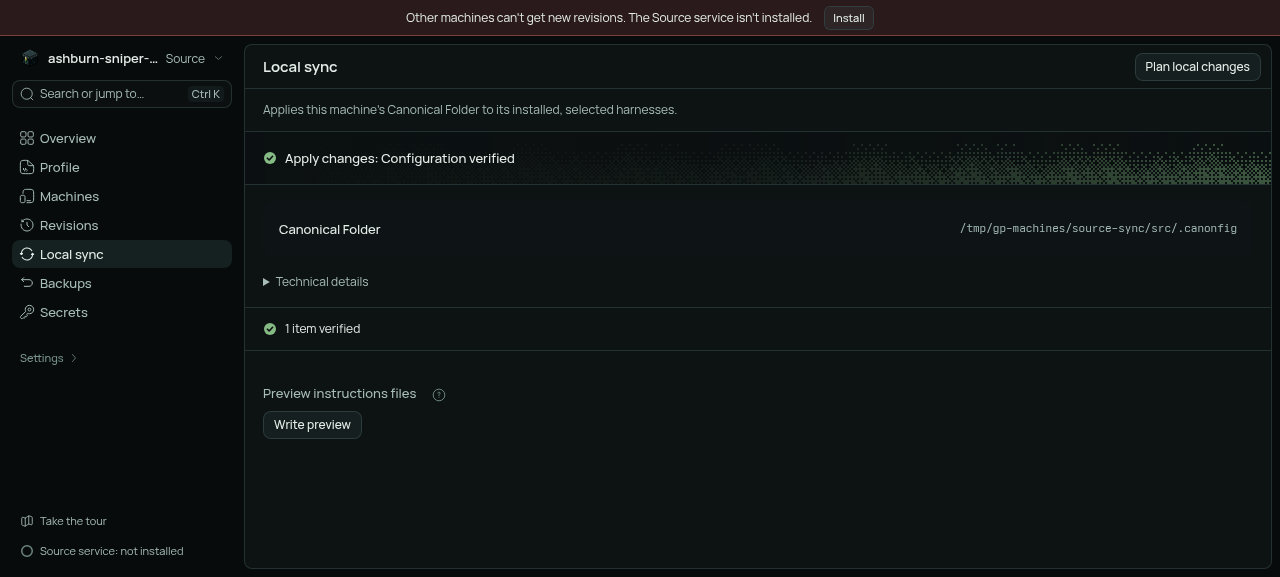 Other machines can't get new revisions. The Source service isn't installed.
Install
ashburn-sniper-... Source
Search or jump to...
Ctrl K
Overview
Profile
Machines
Revisions
Local sync
Backups
Secrets
Settings
Take the tour
Source service: not installed
Local sync
Plan local changes
Applies this machine's Canonical Folder to its installed, selected harnesses.
Apply changes: Configuration verified
Canonical Folder
/tmp/gp-machines/source-sync/src/.canonfig
Technical details
1 item verified
Preview instructions files
?
Write preview